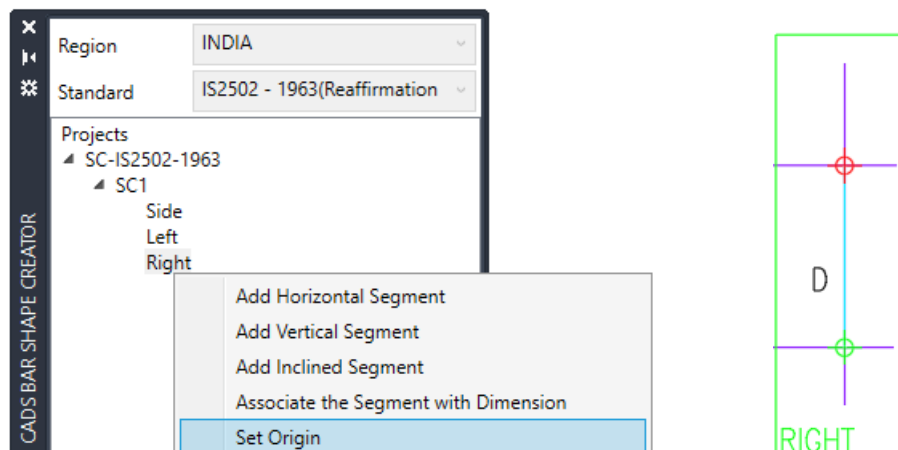 Region
INDIA
Standard
IS2502 - 1963(Reaffirmation
Projects
SC-IS2502-1963
SC1
Side
Left
Right
Add Horizontal Segment
Add Vertical Segment
Add Inclined Segment
Associate the Segment with Dimension
Set Origin
CADS BAR SHAPE CREATOR
D
RIGHT